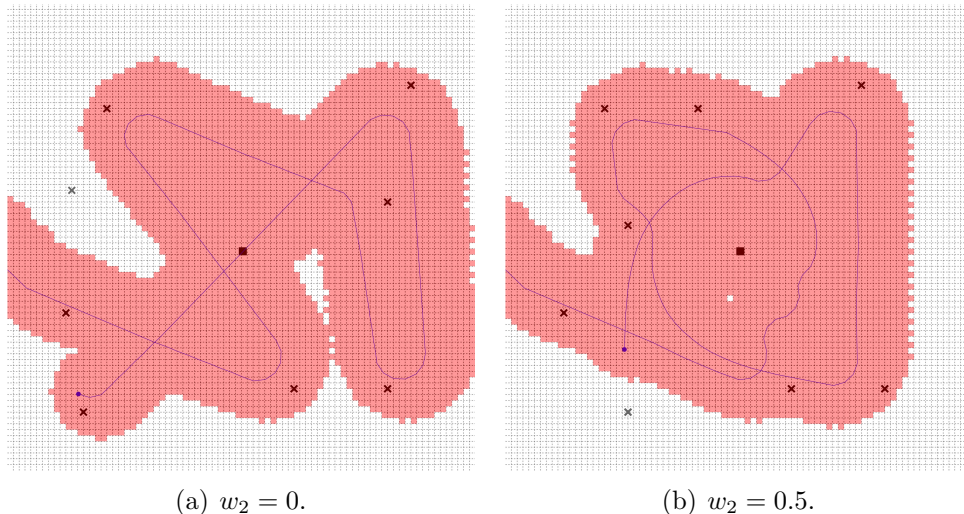 (a) w₂ = 0.
(b) w₂ = 0.5.